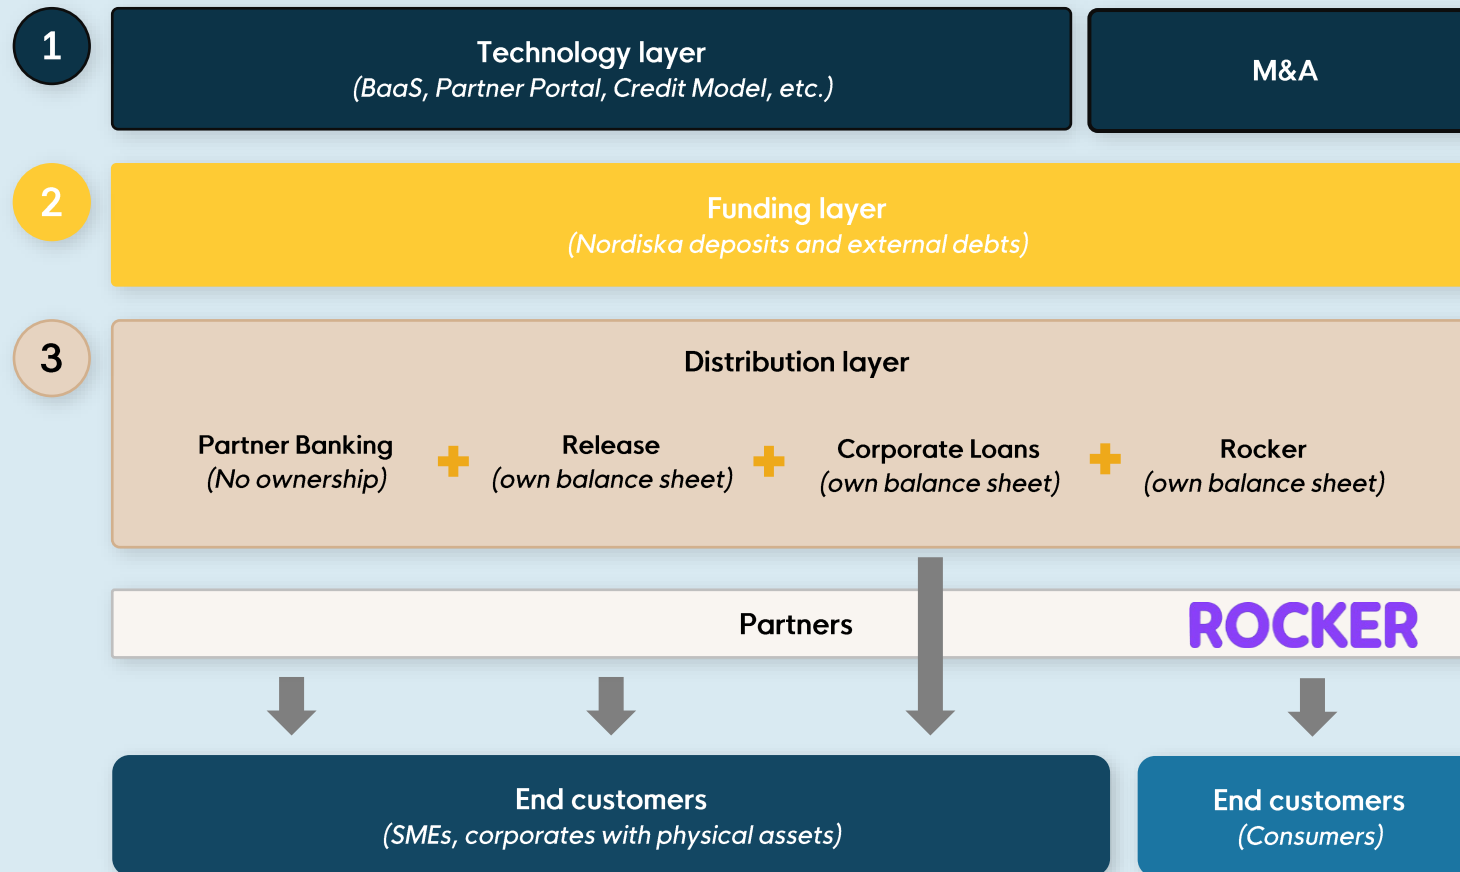 1
Technology layer
(BaaS, Partner Portal, Credit Model, etc.)
M&A
2
Funding layer
(Nordiska deposits and external debts)
3
Distribution layer
Partner Banking
(No ownership)
Release
(own balance sheet)
Corporate Loans
(own balance sheet)
Rocker
(own balance sheet)
Partners
ROCKER
End customers
(SMEs, corporates with physical assets)
End customers
(Consumers)